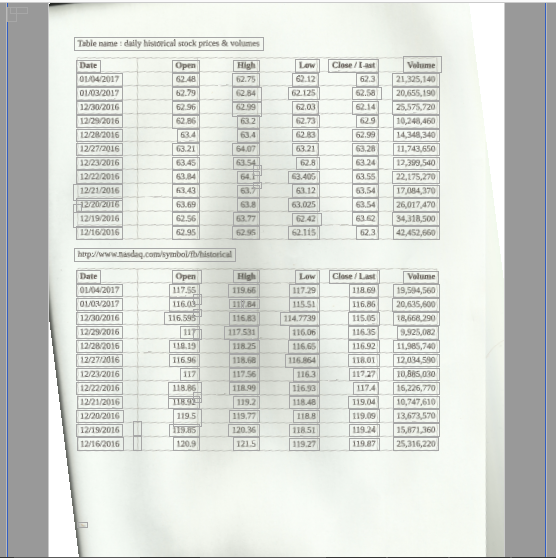 Table name : daily historical stock prices & volumes
Date Open High Low Close / Last Volume
01/04/2017 62.48 62.75 62.12 62.3 21,325,140
01/03/2017 62.79 62.84 62.125 62.58 20,655,190
12/30/2016 62.96 62.99 62.03 62.14 25,575,720
12/29/2016 62.86 63.2 62.73 62.9 10,248,460
12/28/2016 63.4 63.4 62.83 62.99 14,348,340
12/27/2016 63.21 64.07 63.21 63.28 11,743,650
12/23/2016 63.45 63.54 62.8 63.24 12,399,540
12/22/2016 63.84 64.1 63.405 63.55 22,175,270
12/21/2016 63.43 63.7 63.12 63.54 17,084,370
12/20/2016 63.69 63.8 63.025 63.54 26,017,470
12/19/2016 62.56 63.77 62.42 63.62 34,318,500
12/16/2016 62.95 62.95 62.115 62.3 42,452,660
http://www.nasdaq.com/symbol/fb/historical
Date Open High Low Close / Last Volume
01/04/2017 117.55 119.66 117.29 118.69 19,594,560
01/03/2017 116.03 117.84 115.51 116.86 20,635,600
12/30/2016 116.595 116.83 114.7739 115.05 18,668,290
12/29/2016 117 117.531 116.06 116.35 9,925,082
12/28/2016 118.19 118.25 116.65 116.92 11,985,740
12/27/2016 116.96 118.68 116.864 118.01 12,034,590
12/23/2016 117 117.56 116.3 117.27 10,885,030
12/22/2016 118.86 118.99 116.93 117.4 16,226,770
12/21/2016 118.92 119.2 118.48 119.04 10,747,610
12/20/2016 119.5 119.77 118.8 119.09 13,673,570
12/19/2016 119.85 120.36 118.51 119.24 15,871,360
12/16/2016 120.9 121.5 119.27 119.87 25,316,220